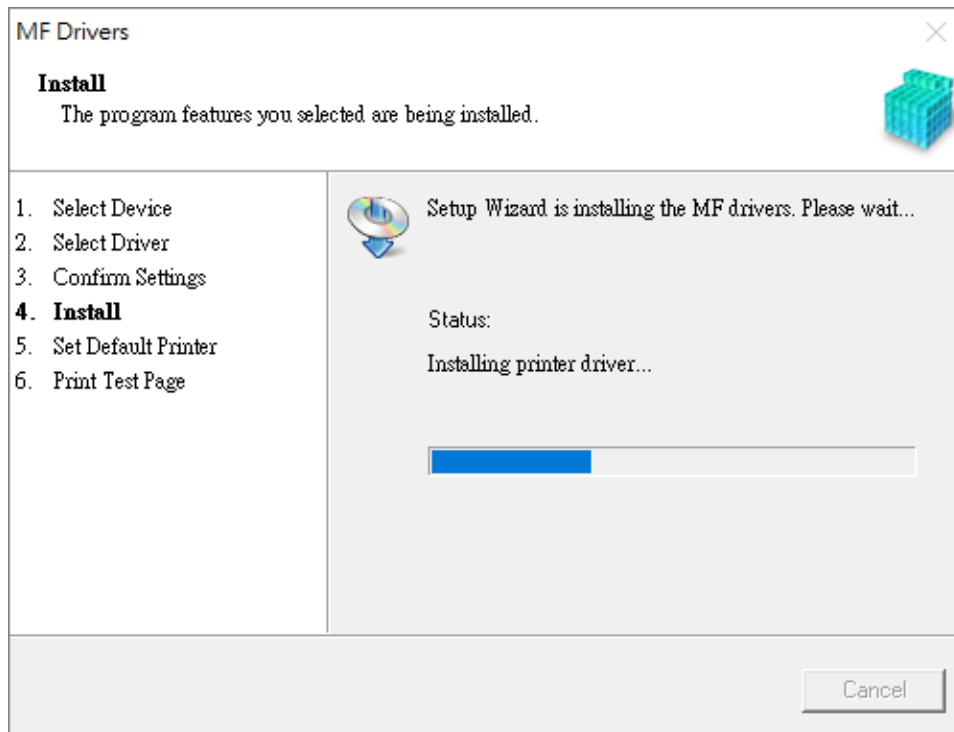 MF Drivers
Install
The program features you selected are being installed.
1. Select Device
2. Select Driver
3. Confirm Settings
4. Install
5. Set Default Printer
6. Print Test Page
Setup Wizard is installing the MF drivers. Please wait...
Status:
Installing printer driver...
Cancel